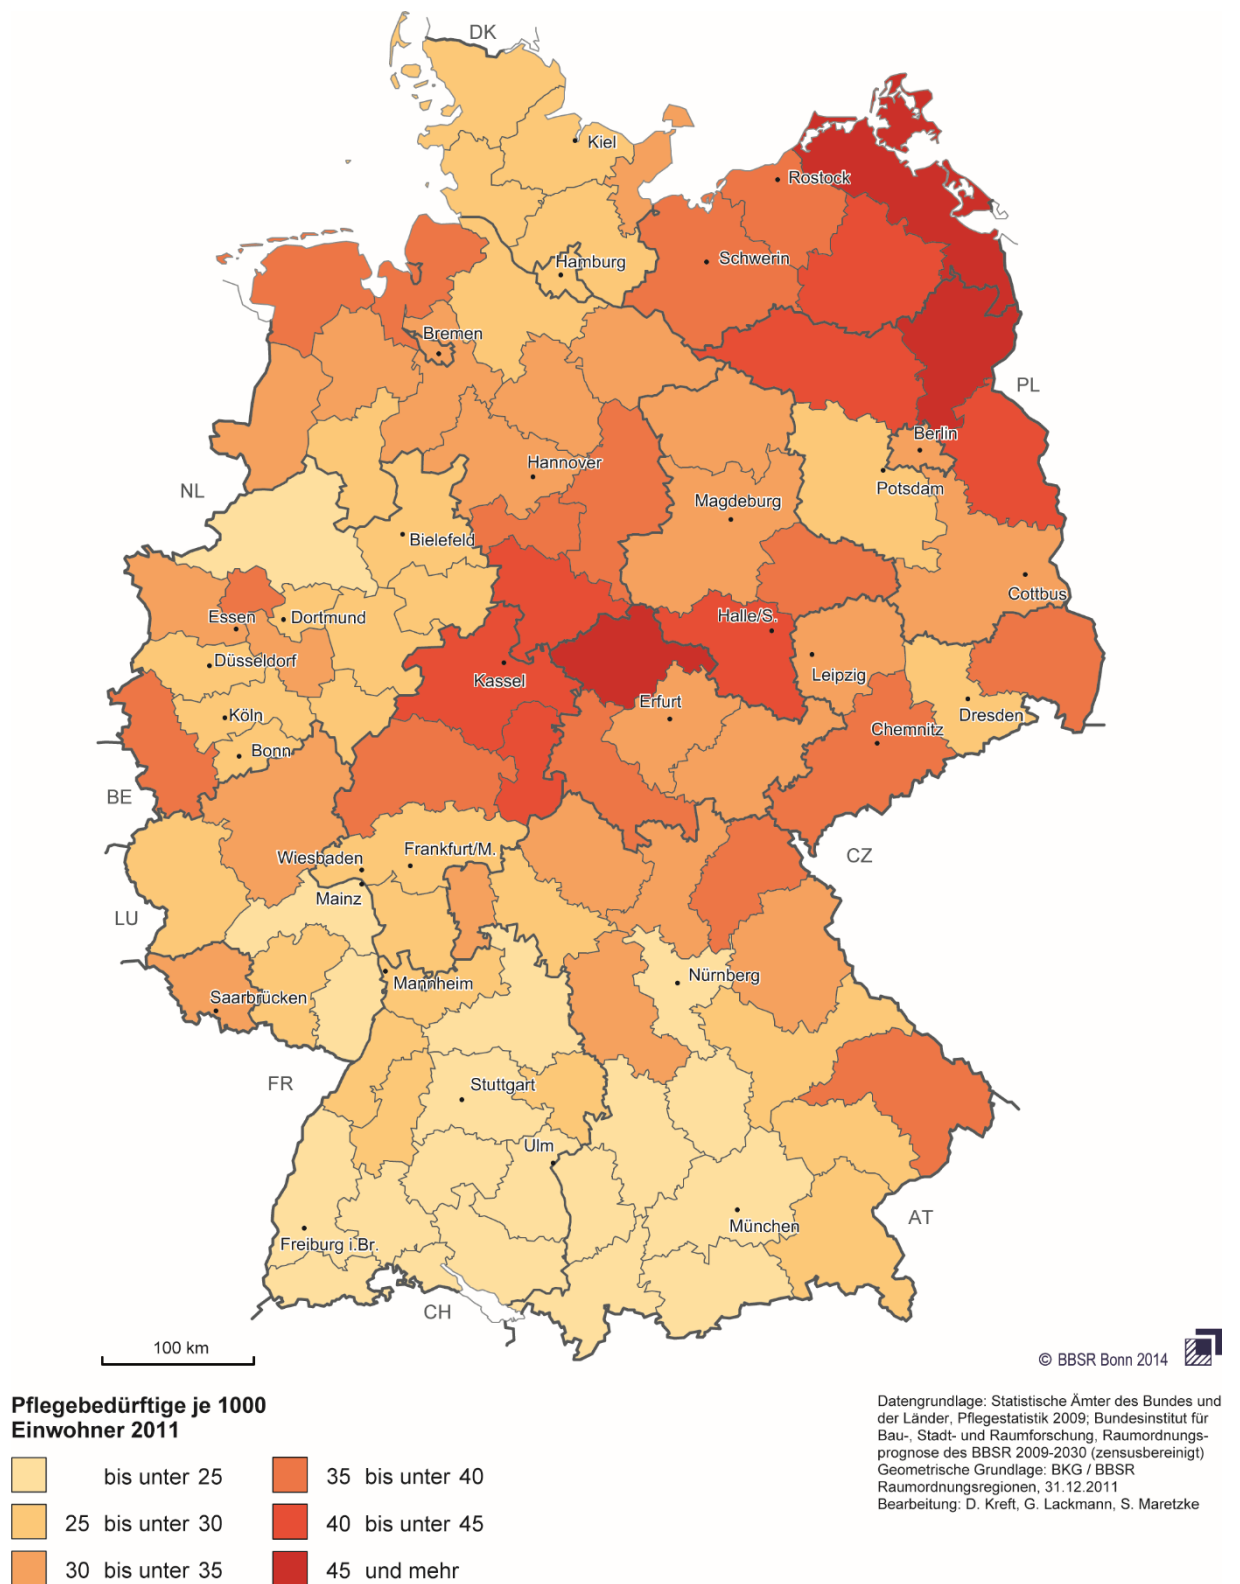 DK
Kiel
Rostock
Hamburg
Schwerin
Bremen
PL
Berlin
Hannover
NL
Potsdam
Magdeburg
Bielefeld
Cottbus
Essen
Dortmund
Halle/S.
Düsseldorf
Leipzig
Kassel
Erfurt
Köln
Dresden
Chemnitz
Bonn
BE
Frankfurt/M.
Wiesbaden
CZ
Mainz
LU
Nürnberg
Mannheim
Saarbrücken
FR
Stuttgart
Ulm
München
AT
Freiburg i.Br.
CH
100 km
© BBSR Bonn 2014
Pflegebedürftige je 1000
Einwohner 2011
bis unter 25
25 bis unter 30
30 bis unter 35
35 bis unter 40
40 bis unter 45
45 und mehr
Datengrundlage: Statistische Ämter des Bundes und
der Länder, Pflegestatistik 2009; Bundesinstitut für
Bau-, Stadt- und Raumforschung, Raumordnungs-
prognose des BBSR 2009-2030 (zensusbereinigt)
Geometrische Grundlage: BKG / BBSR
Raumordnungsregionen, 31.12.2011
Bearbeitung: D. Kreft, G. Lackmann, S. Maretzke